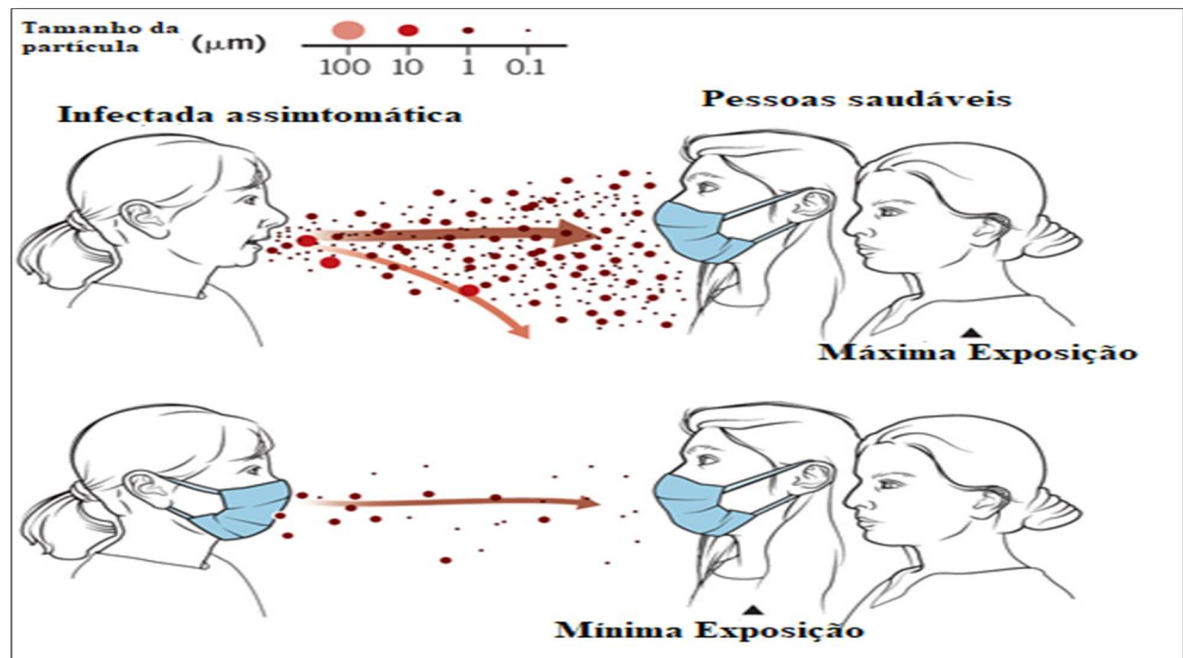 Tamanho da
partícula (μm)
100 10 1 0.1
Infectada assimtomática
Pessoas saudáveis
Máxima Exposição
Mínima Exposição